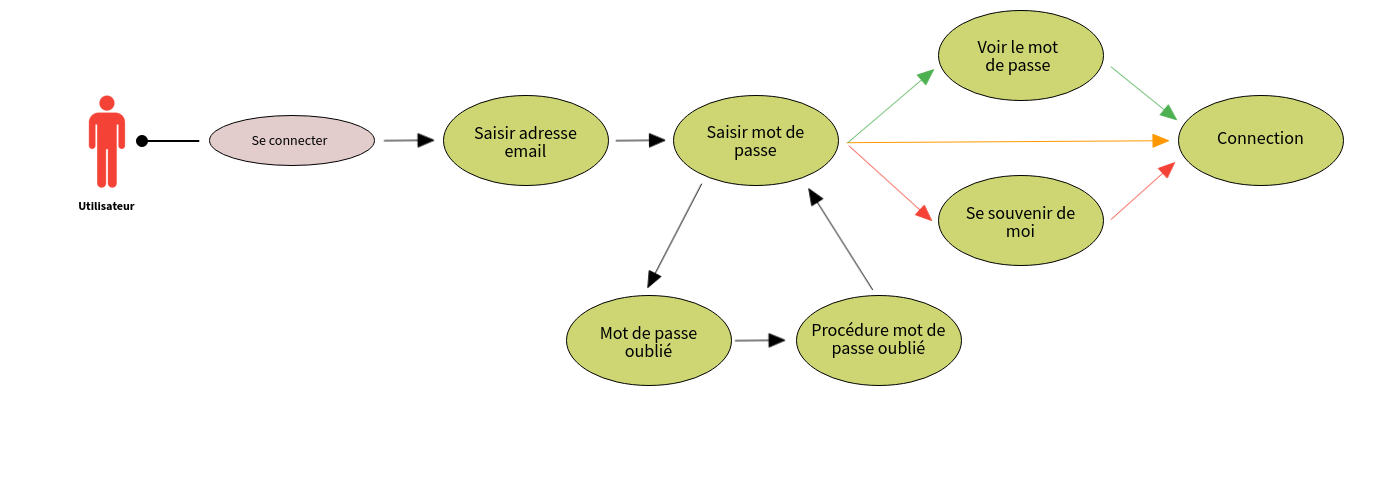 Utilisateur
Se connecter
Saisir adresse
email
Saisir mot de
passe
Voir le mot
de passe
Se souvenir de
moi
Connection
Mot de passe
oublié
Procédure mot de
passe oublié